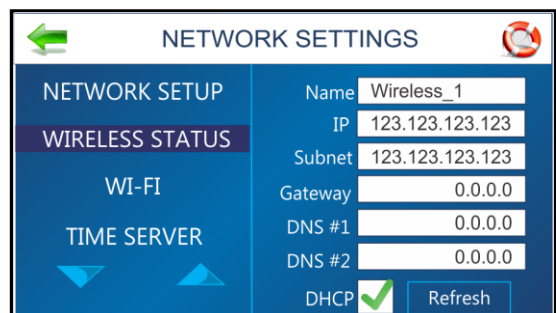 NETWORK SETTINGS
NETWORK SETUP
WIRELESS STATUS
WI-FI
TIME SERVER
Name Wireless_1
IP 123.123.123.123
Subnet 123.123.123.123
Gateway 0.0.0.0
DNS #1 0.0.0.0
DNS #2 0.0.0.0
DHCP Refresh